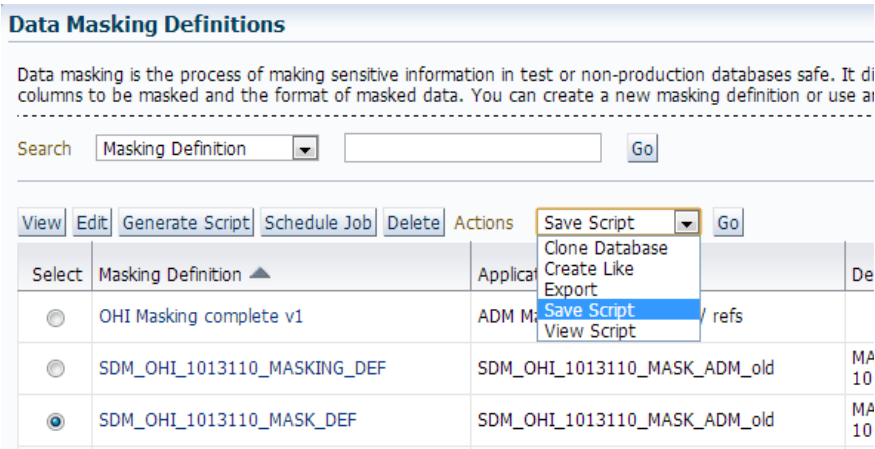 Data Masking Definitions
Data masking is the process of making sensitive information in test or non-production databases safe. It di
columns to be masked and the format of masked data. You can create a new masking definition or use a
Search Masking Definition Go
View Edit Generate Script Schedule Job Delete Actions Save Script Go
Clone Database
Create Like
Export
Save Script
View Script
Select Masking Definition Applicat De
OHI Masking complete v1 ADM Ma / refs
SDM_OHI_1013110_MASKING_DEF SDM_OHI_1013110_MASK_ADM_old MA
10
SDM_OHI_1013110_MASK_DEF SDM_OHI_1013110_MASK_ADM_old MA
10